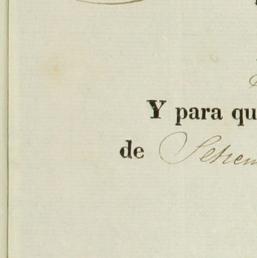 Y para qu
de Setiem